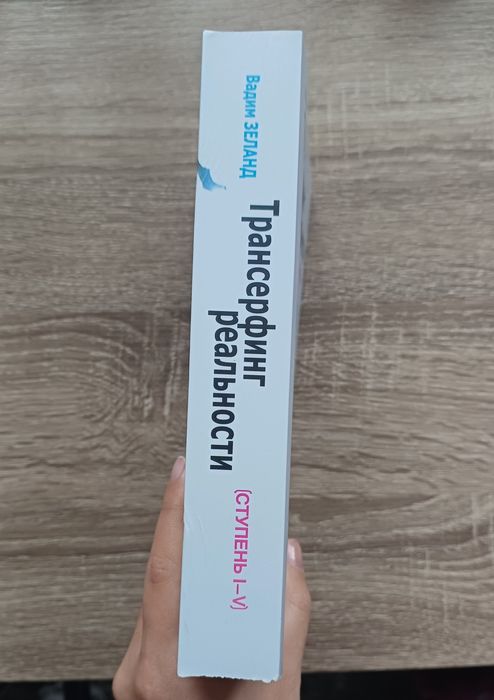 Вадим ЗЕЛАНД
Трансерфинг
реальности
(СТУПЕНЬ I–V)